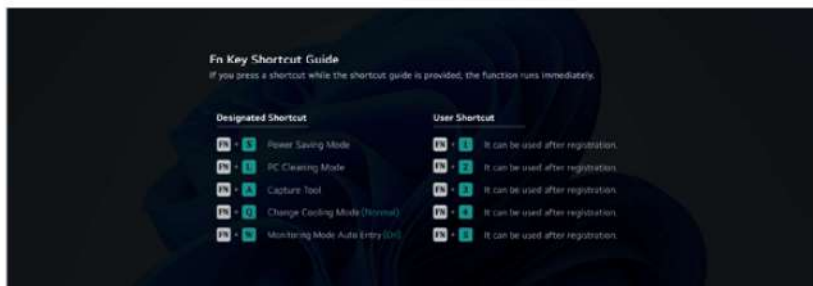 Fn Key Shortcut Guide
If you press a shortcut while the shortcut guide is provided, the function runs immediately.
Designated Shortcut
FN + S Power Saving Mode
FN + U PC Cleaning Mode
FN + A Capture Tool
FN + Q Change Cooling Mode (Normal)
FN + W Monitoring Mode Auto Entry
User Shortcut
FN + 1 It can be used after registration.
FN + 2 It can be used after registration.
FN + 3 It can be used after registration.
FN + 4 It can be used after registration.
FN + 5 It can be used after registration.